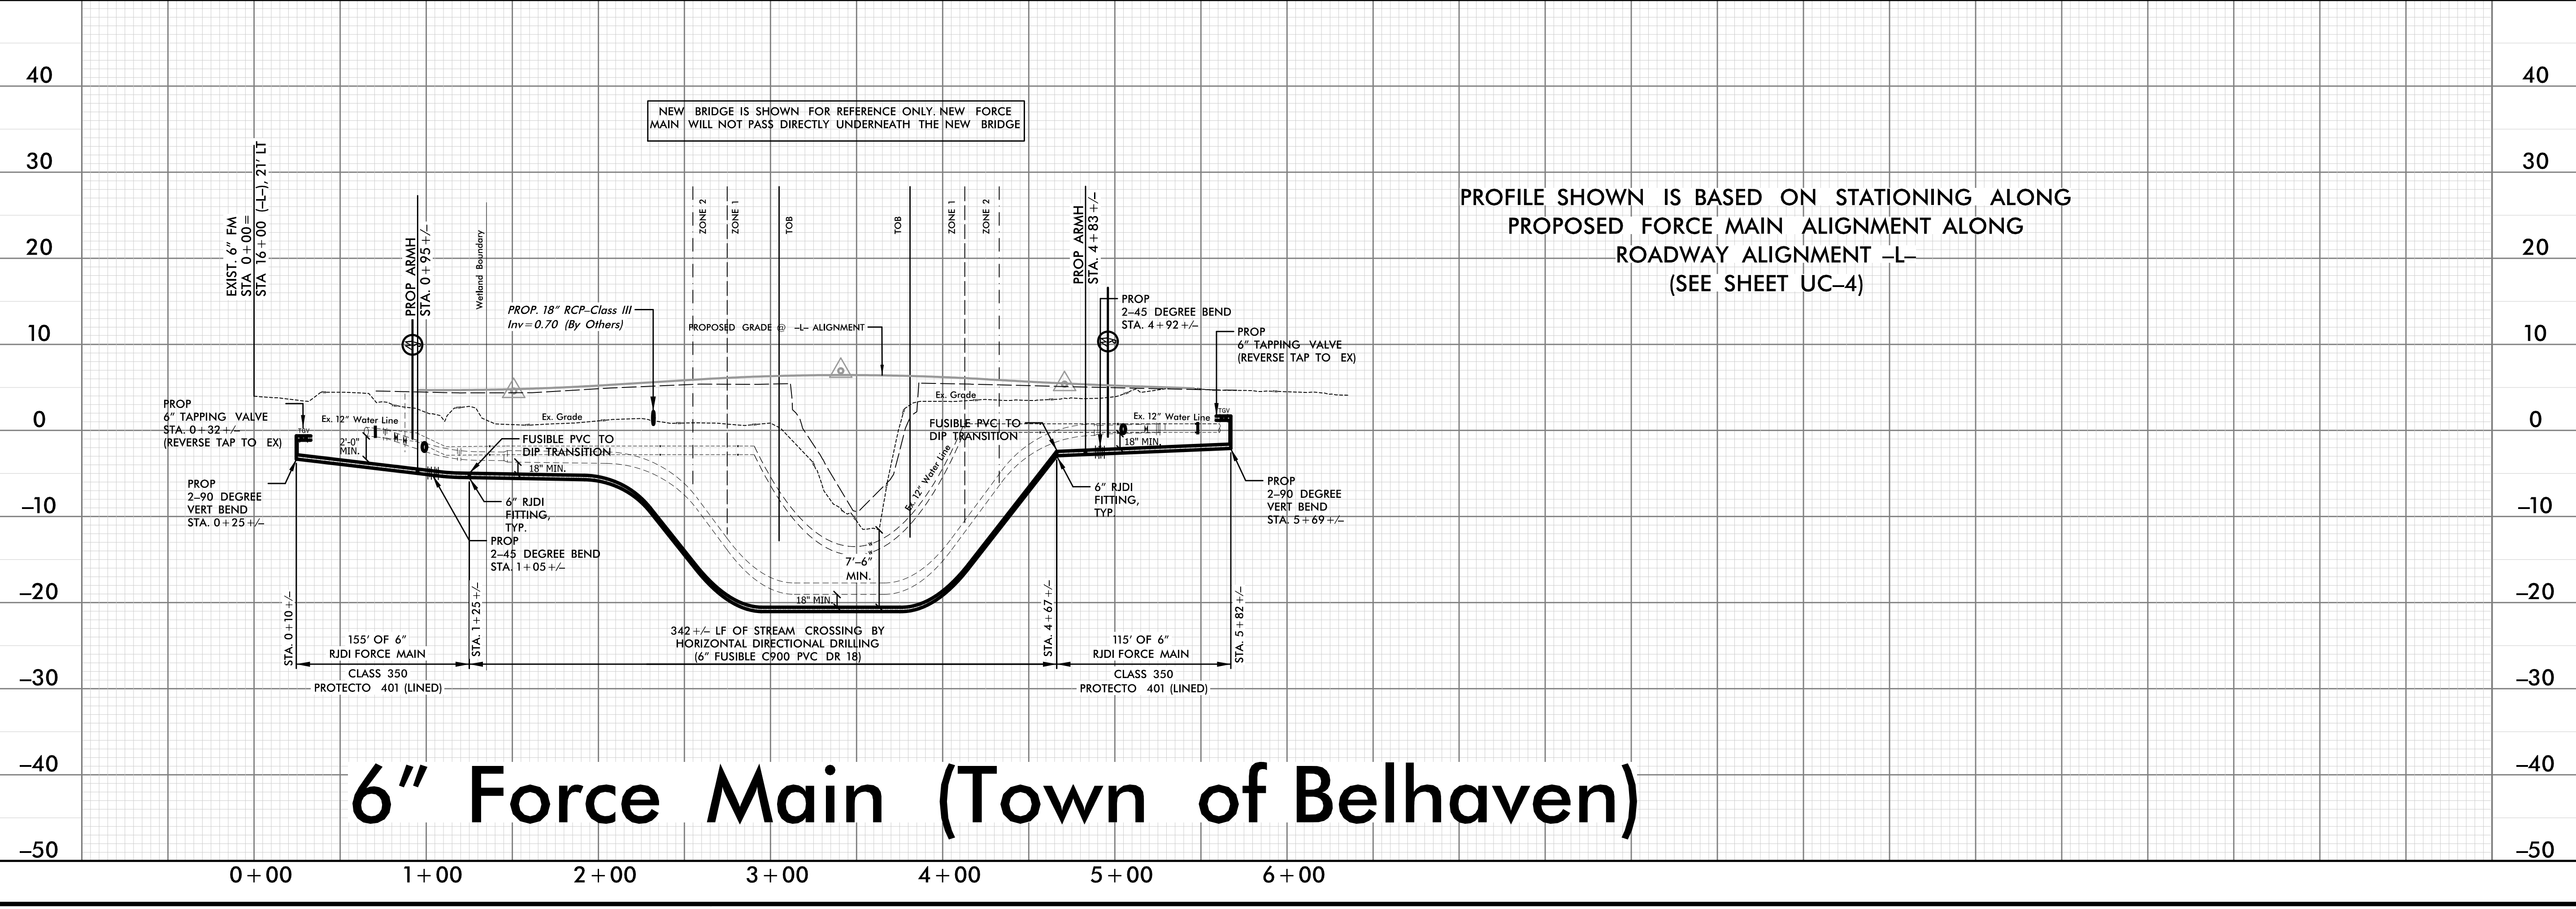 NEW BRIDGE IS SHOWN FOR REFERENCE ONLY. NEW FORCE
MAIN WILL NOT PASS DIRECTLY UNDERNEATH THE NEW BRIDGE
PROFILE SHOWN IS BASED ON STATIONING ALONG
PROPOSED FORCE MAIN ALIGNMENT ALONG
ROADWAY ALIGNMENT –L–
(SEE SHEET UC–4)
40
30
20
10
0
–10
–20
–30
–40
–50
40
30
20
10
0
–10
–20
–30
–40
–50
EXIST. 6" FM
STA 0+00=
STA 16+00 (–L–), 21' LT
PROP ARMH
STA. 0+95+/–
Wetland Boundary
ZONE 2
ZONE 1
TOB
TOB
ZONE 1
ZONE 2
PROP ARMH
STA. 4+83+/–
PROP. 18" RCP–Class III
Inv=0.70 (By Others)
PROPOSED GRADE @ –L– ALIGNMENT
PROP
2–45 DEGREE BEND
STA. 4+92+/–
PROP
6" TAPPING VALVE
(REVERSE TAP TO EX)
PROP
6" TAPPING VALVE
STA. 0+32+/–
(REVERSE TAP TO EX)
TGV
Ex. 12" Water Line
2'-0"
MIN.
Ex. Grade
Ex. Grade
FUSIBLE PVC TO
DIP TRANSITION
18" MIN.
FUSIBLE PVC TO
DIP TRANSITION
Ex. 12" Water Line
Ex. 12" Water Line
TGV
18" MIN.
PROP
2–90 DEGREE
VERT BEND
STA. 0+25+/–
6" RJDI
FITTING,
TYP.
PROP
2–45 DEGREE BEND
STA. 1+05+/–
7'–6"
MIN.
18" MIN.
6" RJDI
FITTING,
TYP
PROP
2–90 DEGREE
VERT BEND
STA. 5+69+/–
STA. 0+10+/–
STA. 1+25+/–
STA. 4+67+/–
STA. 5+82+/–
155' OF 6"
RJDI FORCE MAIN
CLASS 350
PROTECTO 401 (LINED)
342+/– LF OF STREAM CROSSING BY
HORIZONTAL DIRECTIONAL DRILLING
(6" FUSIBLE C900 PVC DR 18)
115' OF 6"
RJDI FORCE MAIN
CLASS 350
PROTECTO 401 (LINED)
6" Force Main (Town of Belhaven)
0+00 1+00 2+00 3+00 4+00 5+00 6+00